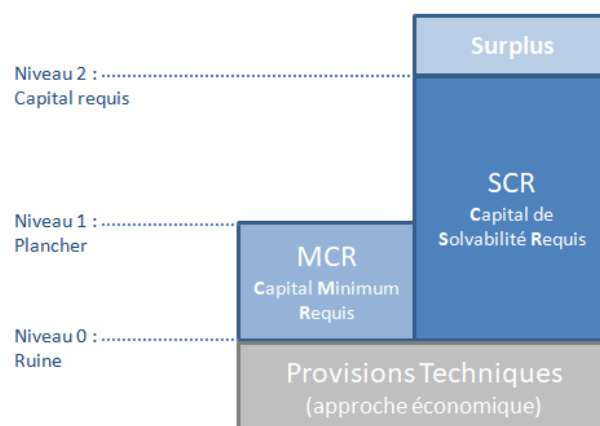 Surplus
Niveau 2 :
Capital requis
SCR
Capital de
Solvabilité Requis
Niveau 1 :
Plancher
MCR
Capital Minimum
Requis
Niveau 0 :
Ruine
Provisions Techniques
(approche économique)